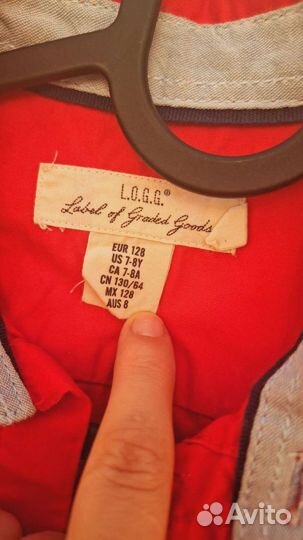 L.O.G.G.®
Label of Graded Goods
EUR 128
US 7-8Y
CA 7-8A
CN 130/64
MX 128
AUS 8
Avito